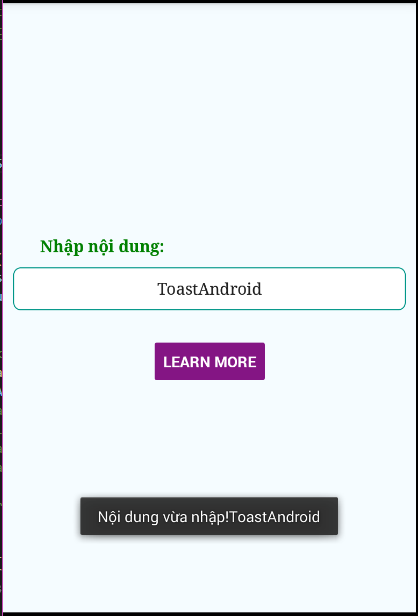 Nhập nội dung:
ToastAndroid
LEARN MORE
Nội dung vừa nhập!ToastAndroid